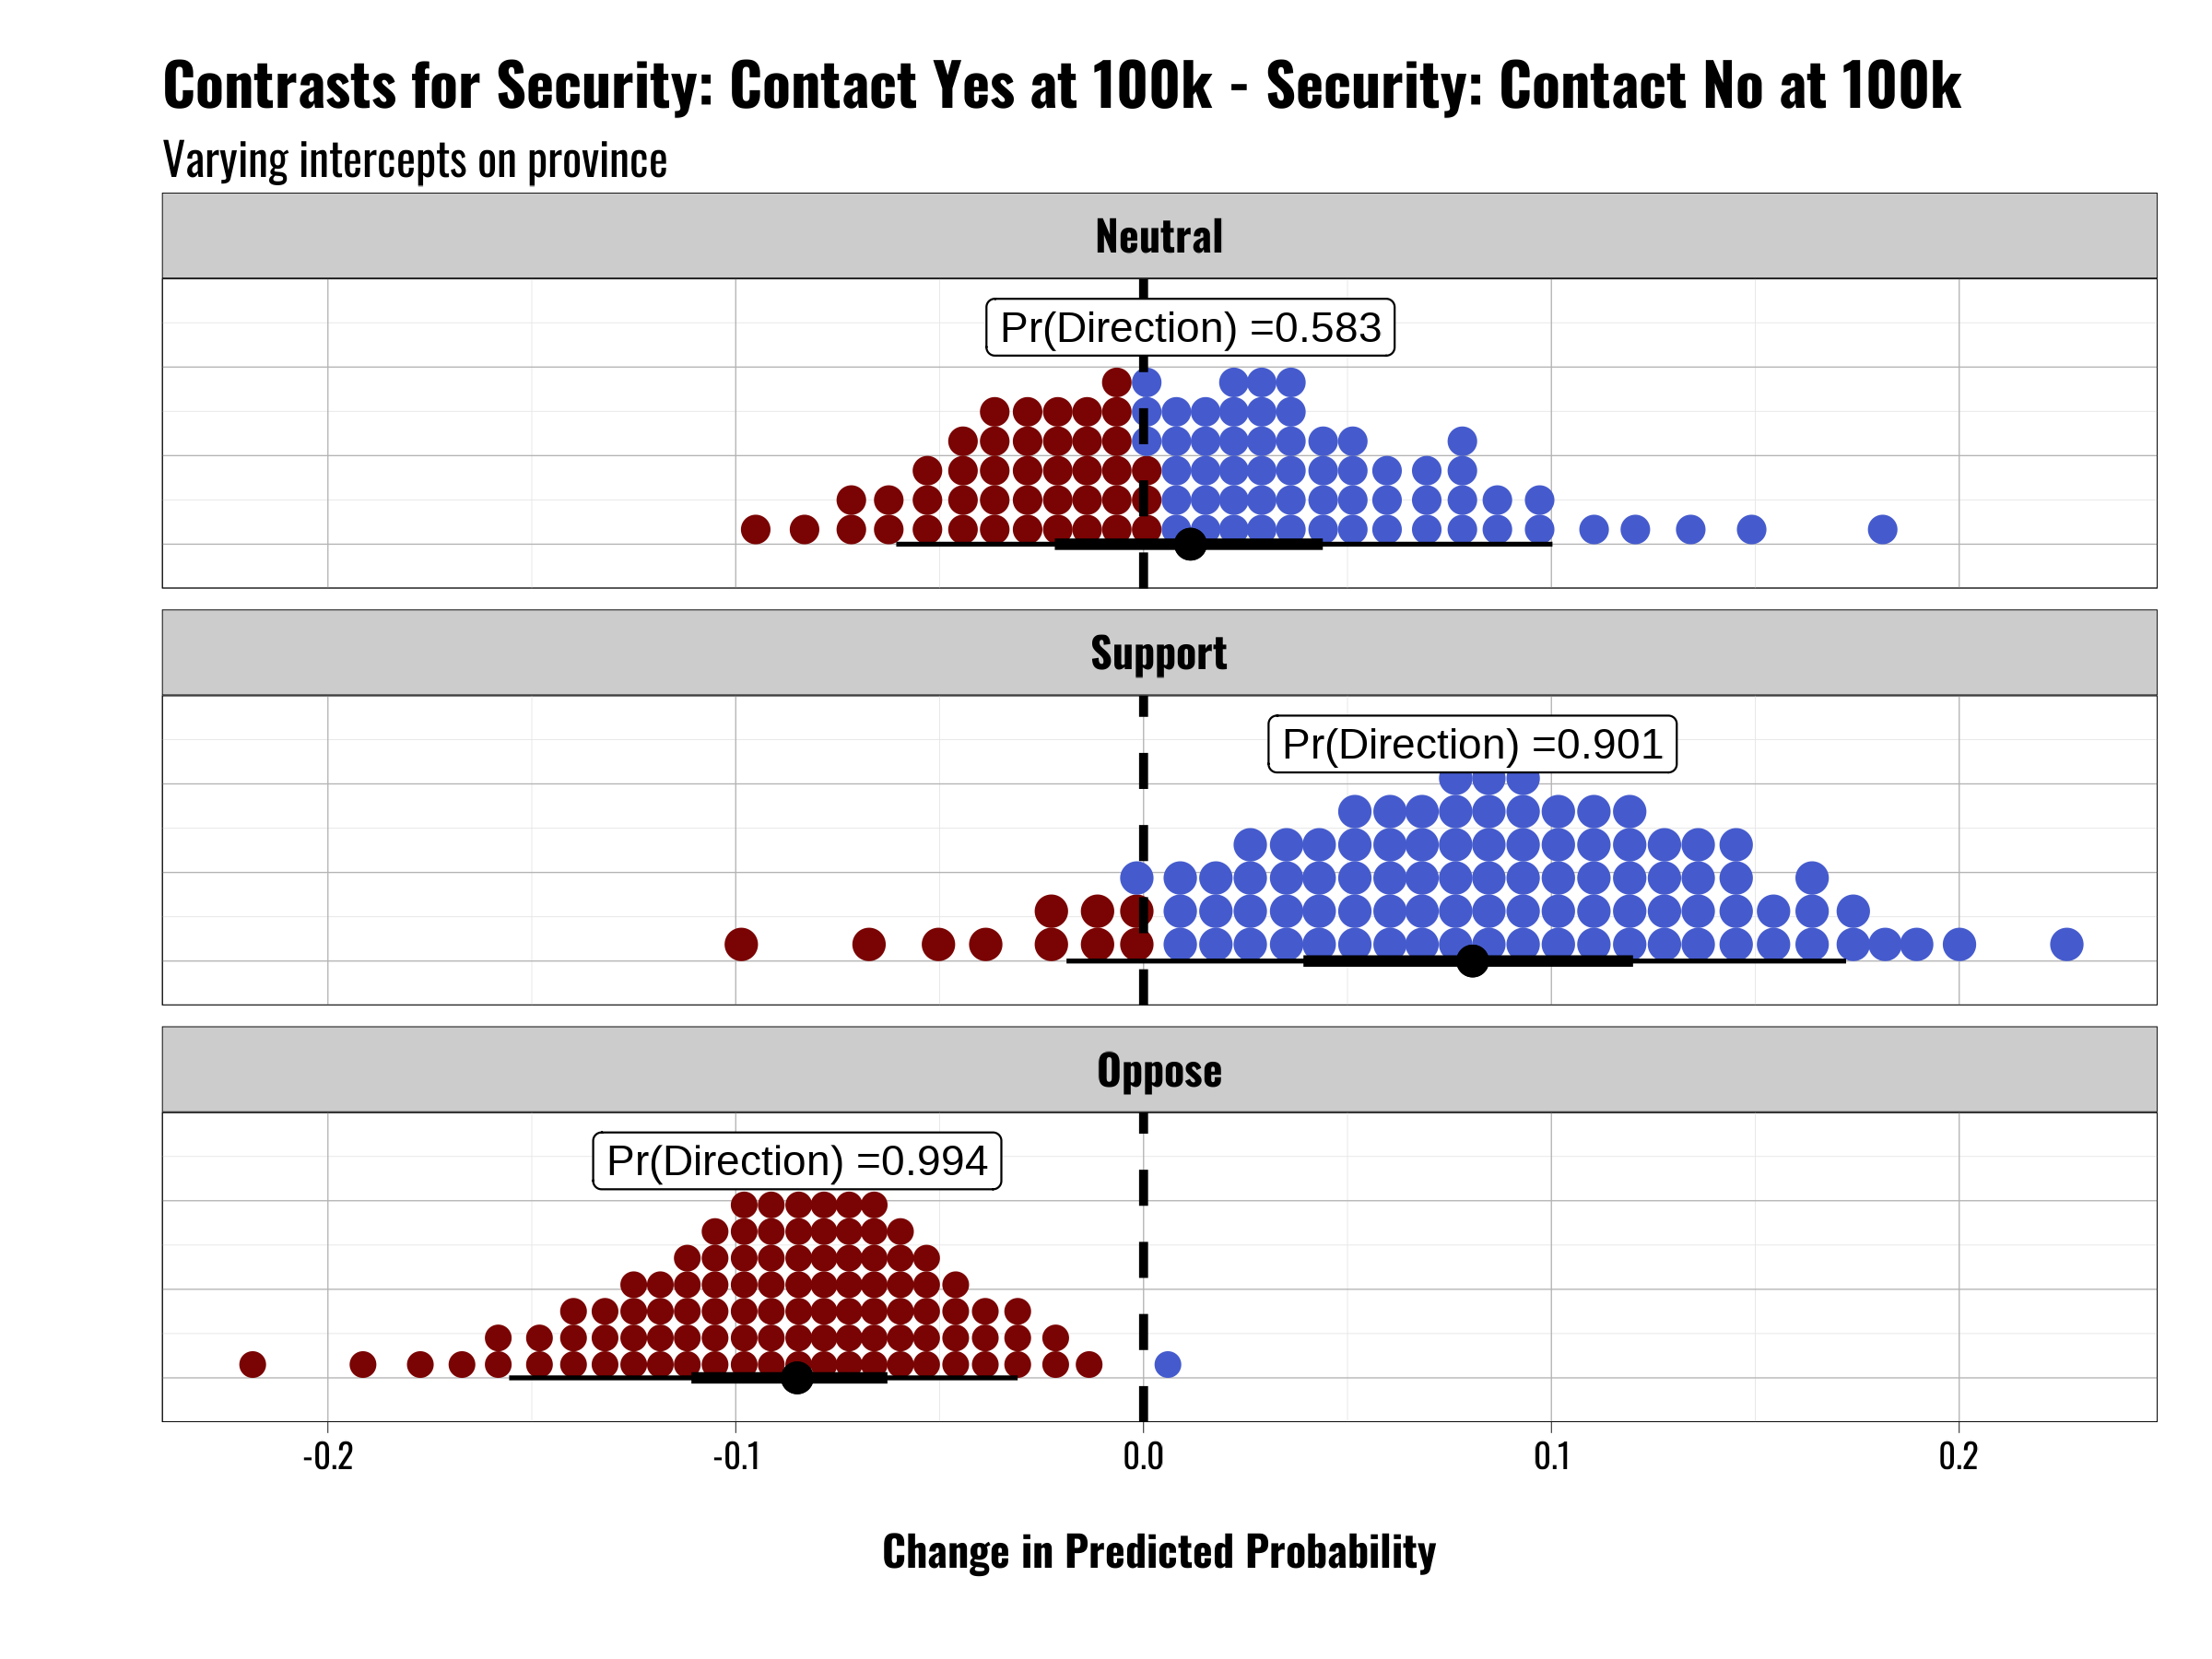 Contrasts for Security: Contact Yes at 100k - Security: Contact No at 100k
Varying intercepts on province
Neutral
Pr(Direction) =0.583
Support
Pr(Direction) =0.901
Oppose
Pr(Direction) =0.994
-0.2 -0.1 0.0 0.1 0.2
Change in Predicted Probability